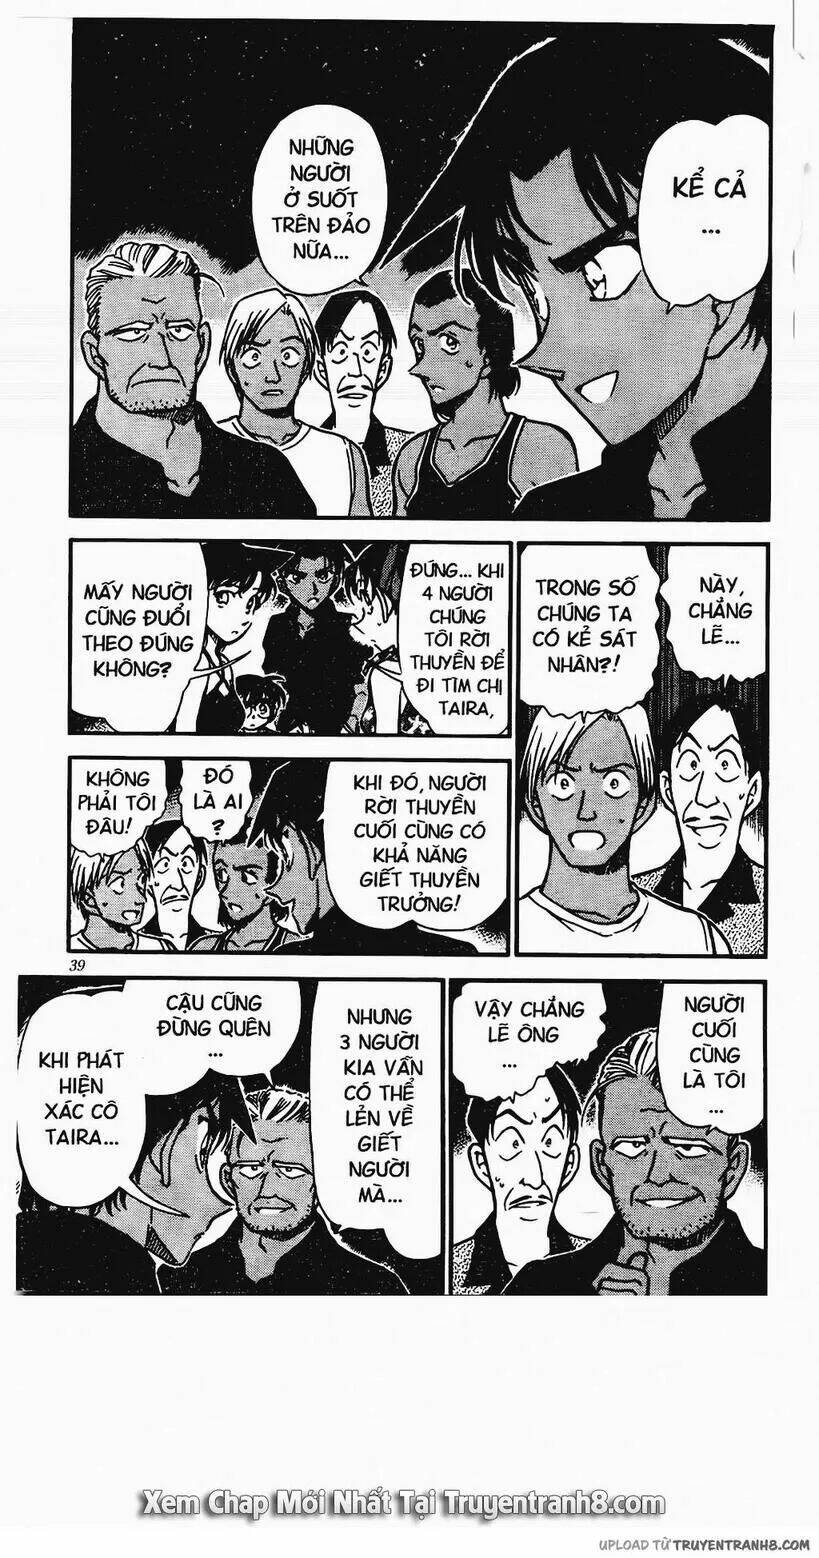 KỂ CẢ
...
NHỮNG
NGƯỜI
Ở SUỐT
TRÊN ĐẢO
NỮA...
NÀY,
CHẲNG
LẼ...
TRONG SỐ
CHÚNG TA
CÓ KẺ SÁT
NHÂN?!
ĐỨNG... KHI
4 NGƯỜI
CHÚNG
TÔI RỜI
THUYỀN ĐỂ
ĐI TÌM CHỊ
TAIRA,
MẤY NGƯỜI
CŨNG ĐUỔI
THEO ĐÚNG
KHÔNG?
KHI ĐÓ, NGƯỜI
RỜI THUYỀN
CUỐI CÙNG CÓ
KHẢ NĂNG
GIẾT THUYỀN
TRƯỞNG!
ĐÓ
LÀ AI
?
KHÔNG
PHẢI TÔI
ĐÂU!
39
NGƯỜI
CUỐI
CÙNG
LÀ TÔI
...
VẬY CHẲNG
LẼ ÔNG
...
NHƯNG
3 NGƯỜI
KIA VẪN
CÓ THỂ
LẺN VỀ
GIẾT
NGƯỜI
MÀ...
CẬU CŨNG
ĐỪNG QUÊN
...
KHI PHÁT
HIỆN
XÁC CÔ
TAIRA...
Xem Chap Mới Nhất Tại Truyentranh8.com
UPLOAD TỪ TRUYENTRANH8.COM